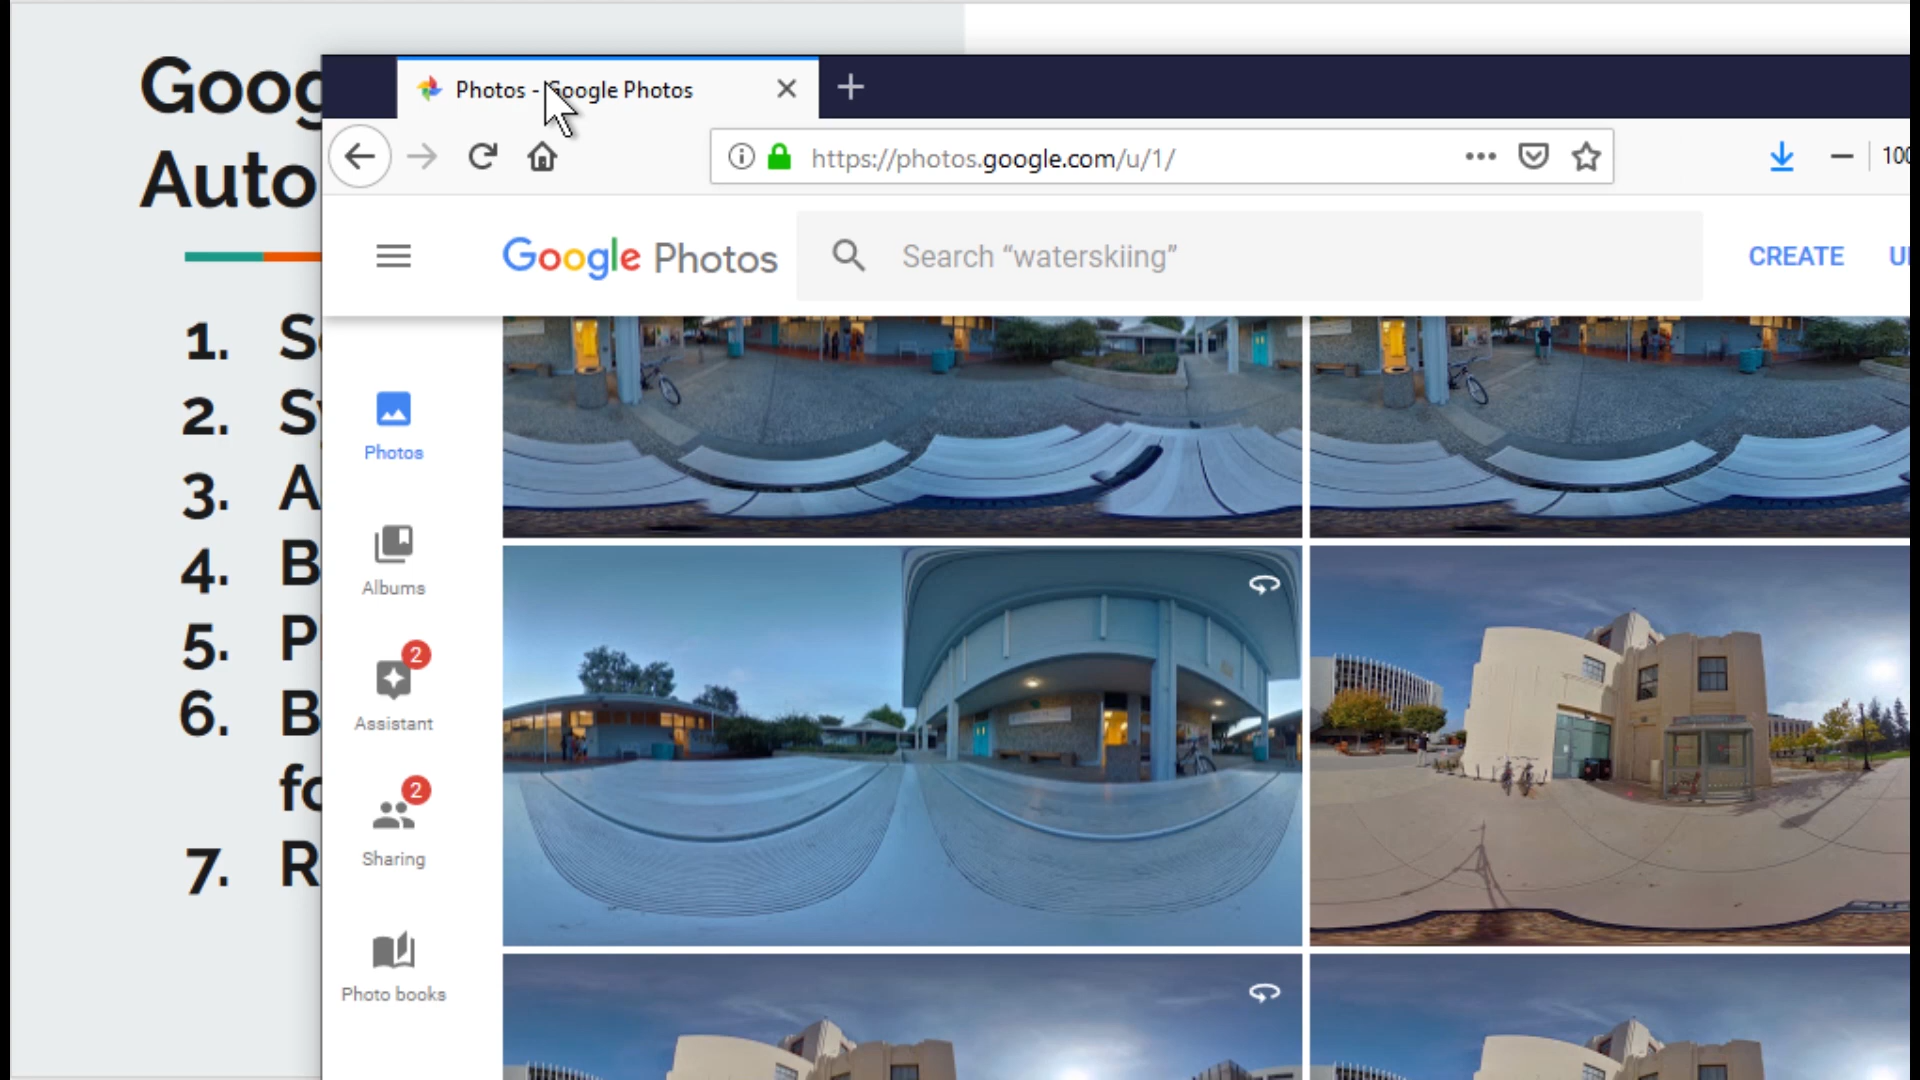 Goog
Auto
1. S
2. S
3. A
4. B
5. P
6. B
fo
7. R
Photos - Google Photos
https://photos.google.com/u/1/
100
Google Photos
Search “waterskiing”
CREATE
U
Photos
Albums
2
Assistant
2
Sharing
Photo books